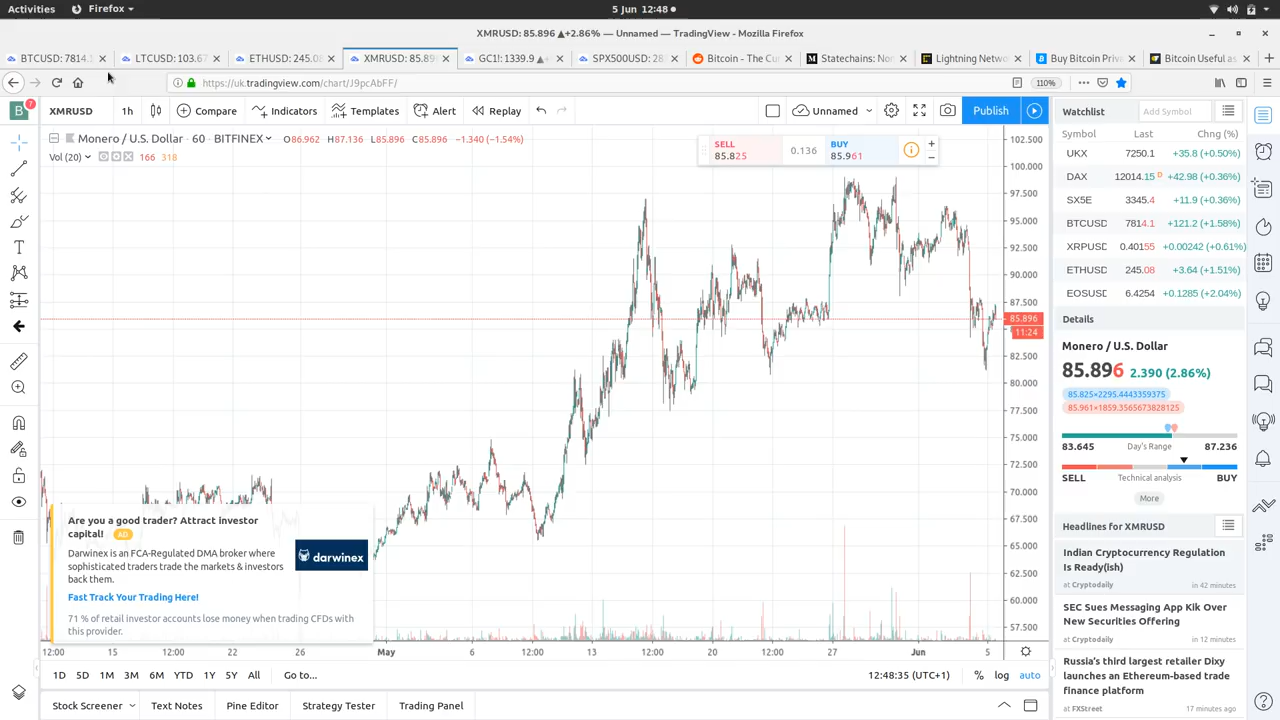 Activities
Firefox
5 Jun 12:48
XMRUSD: 85.896 ▲+2.86% — Unnamed — TradingView - Mozilla Firefox
BTCUSD: 7814.1
LTCUSD: 103.67
ETHUSD: 245.08
XMRUSD: 85.89
GC1!: 1339.9 ▲
SPX500USD: 28
Bitcoin - The Cu
Statechains: Non
Lightning Netwo
Buy Bitcoin Priv
Bitcoin Useful as
https://uk.tradingview.com/chart/J9pcAbFF/
110%
B
7
XMRUSD
1h
Compare
Indicators
Templates
Alert
Replay
Unnamed
Publish
Monero / U.S. Dollar · 60 · BITFINEX
O86.962 H87.136 L85.896 C85.896 −1.340 (−1.54%)
Vol (20)
166 318
SELL
85.825
0.136
BUY
85.961
102.500
100.000
97.500
95.000
92.500
90.000
87.500
85.896
11:24
82.500
80.000
77.500
75.000
72.500
70.000
67.500
65.000
62.500
60.000
57.500
Are you a good trader? Attract investor
capital! AD
Darwinex is an FCA-Regulated DMA broker where
sophisticated traders trade the markets & investors
back them.
Fast Track Your Trading Here!
71 % of retail investor accounts lose money when trading CFDs with
this provider.
darwinex
12:00 15 12:00 22 26 May 6 12:00 13 12:00 20 12:00 27 Jun 5
1D 5D 1M 3M 6M YTD 1Y 5Y All Go to...
12:48:35 (UTC+1) % log auto
Stock Screener Text Notes Pine Editor Strategy Tester Trading Panel
Watchlist
Add Symbol
Symbol Last Chng (%)
UKX 7250.1 +35.8 (+0.50%)
DAX 12014.15 D +42.98 (+0.36%)
SX5E 3345.4 +11.9 (+0.36%)
BTCUSD 7814.1 +121.2 (+1.58%)
XRPUSD 0.40155 +0.00242 (+0.61%)
ETHUSD 245.08 +3.64 (+1.51%)
EOSUSD 6.4254 +0.1285 (+2.04%)
Details
Monero / U.S. Dollar
85.896 2.390 (2.86%)
85.825×2295.4443359375
85.961×1859.3565673828125
83.645 Day's Range 87.236
SELL Technical analysis BUY
More
Headlines for XMRUSD
Indian Cryptocurrency Regulation
Is Ready(ish)
at Cryptodaily in 42 minutes
SEC Sues Messaging App Kik Over
New Securities Offering
at Cryptodaily in 12 minutes
Russia's third largest retailer Dixy
launches an Ethereum-based trade
finance platform
at FXStreet 17 minutes ago